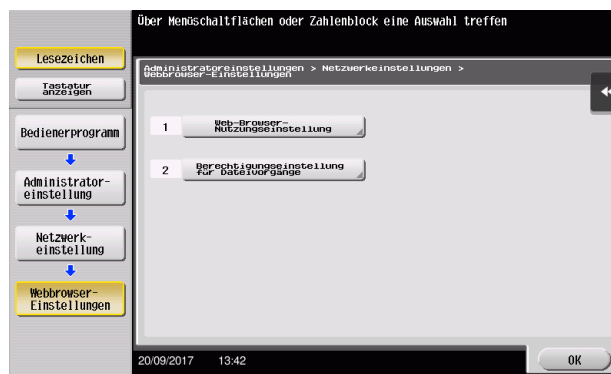 Über Menüschaltflächen oder Zahlenblock eine Auswahl treffen
Lesezeichen
Tastatur
anzeigen
Administratoreinstellungen > Netzwerkeinstellungen >
Webbrowser-Einstellungen
Bedienerprogramm
Administrator-
einstellung
Netzwerk-
einstellung
Webbrowser-
Einstellungen
1
Web-Browser-
Nutzungseinstellung
2
Berechtigungseinstellung
für Dateivorgänge
20/09/2017 13:42
OK